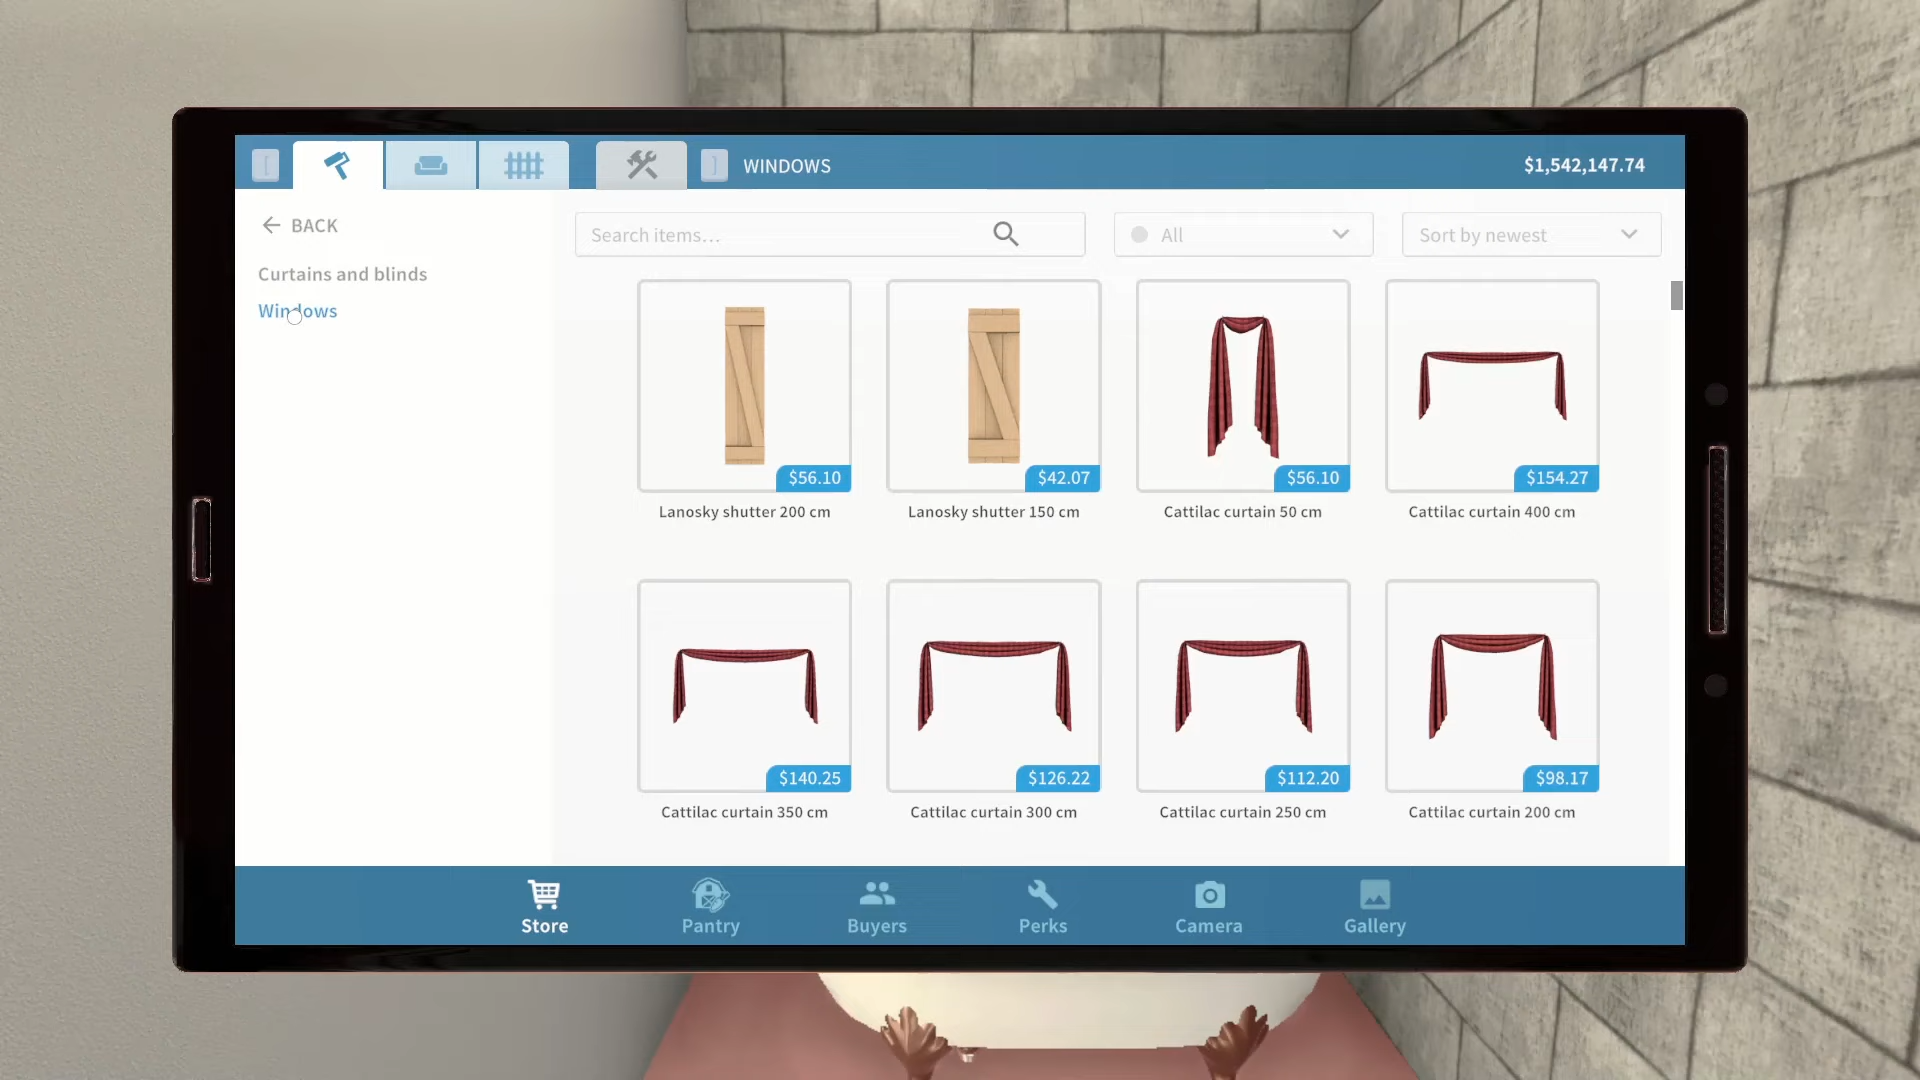 WINDOWS
$1,542,147.74
BACK
Search items...
All
Sort by newest
Curtains and blinds
Windows
$56.10
$42.07
$56.10
$154.27
Lanosky shutter 200 cm
Lanosky shutter 150 cm
Cattilac curtain 50 cm
Cattilac curtain 400 cm
$140.25
$126.22
$112.20
$98.17
Cattilac curtain 350 cm
Cattilac curtain 300 cm
Cattilac curtain 250 cm
Cattilac curtain 200 cm
Store
Pantry
Buyers
Perks
Camera
Gallery